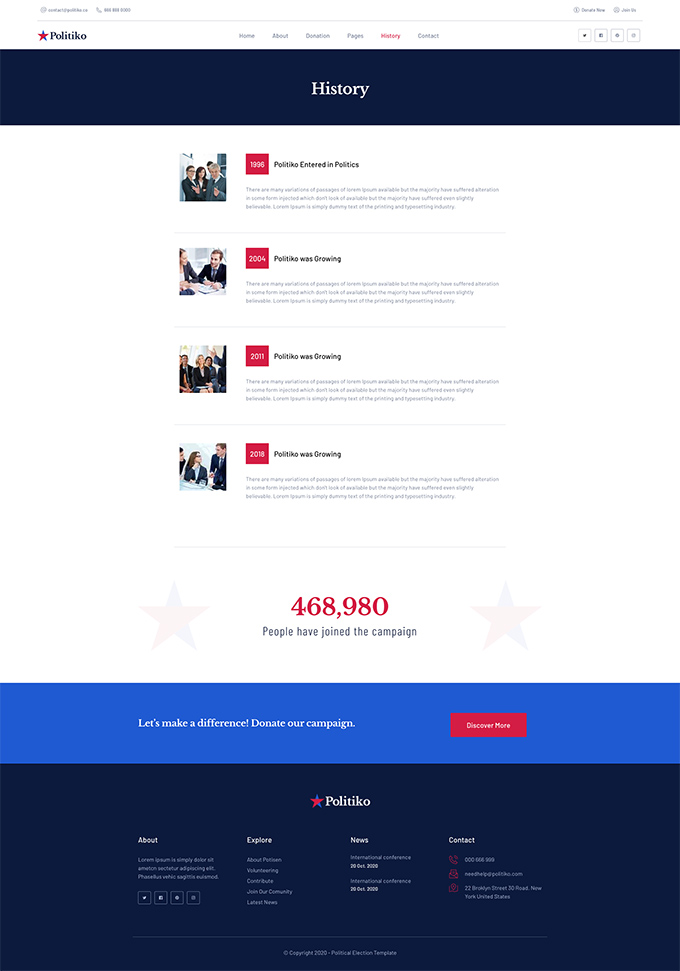 contact@politiko.co 666 888 0000 Donate Now Join Us
Politiko Home About Donation Pages History Contact
History
1996 Politiko Entered in Politics
There are many variations of passages of lorem Ipsum available but the majority have suffered alteration
in some form injected which don't look of available but the majority have suffered even slightly
believable. Lorem Ipsum is simply dummy text of the printing and typesetting industry.
2004 Politiko was Growing
There are many variations of passages of lorem Ipsum available but the majority have suffered alteration
in some form injected which don't look of available but the majority have suffered even slightly
believable. Lorem Ipsum is simply dummy text of the printing and typesetting industry.
2011 Politiko was Growing
There are many variations of passages of lorem Ipsum available but the majority have suffered alteration
in some form injected which don't look of available but the majority have suffered even slightly
believable. Lorem Ipsum is simply dummy text of the printing and typesetting industry.
2018 Politiko was Growing
There are many variations of passages of lorem Ipsum available but the majority have suffered alteration
in some form injected which don't look of available but the majority have suffered even slightly
believable. Lorem Ipsum is simply dummy text of the printing and typesetting industry.
468,980
People have joined the campaign
Let's make a difference! Donate our campaign.
Discover More
Politiko
About
Lorem Ipsum is simply dolor sit
ametcn sectetur adipiscing elit.
Phasellus vehic sagittis euismod.
Explore
About Potisen
Volunteering
Contribute
Join Our Comunity
Latest News
News
International conference
20 Oct. 2020
International conference
20 Oct. 2020
Contact
000 666 999
needhelp@politiko.com
22 Broklyn Street 30 Road. New
York United States
© Copyright 2020 - Political Election Template